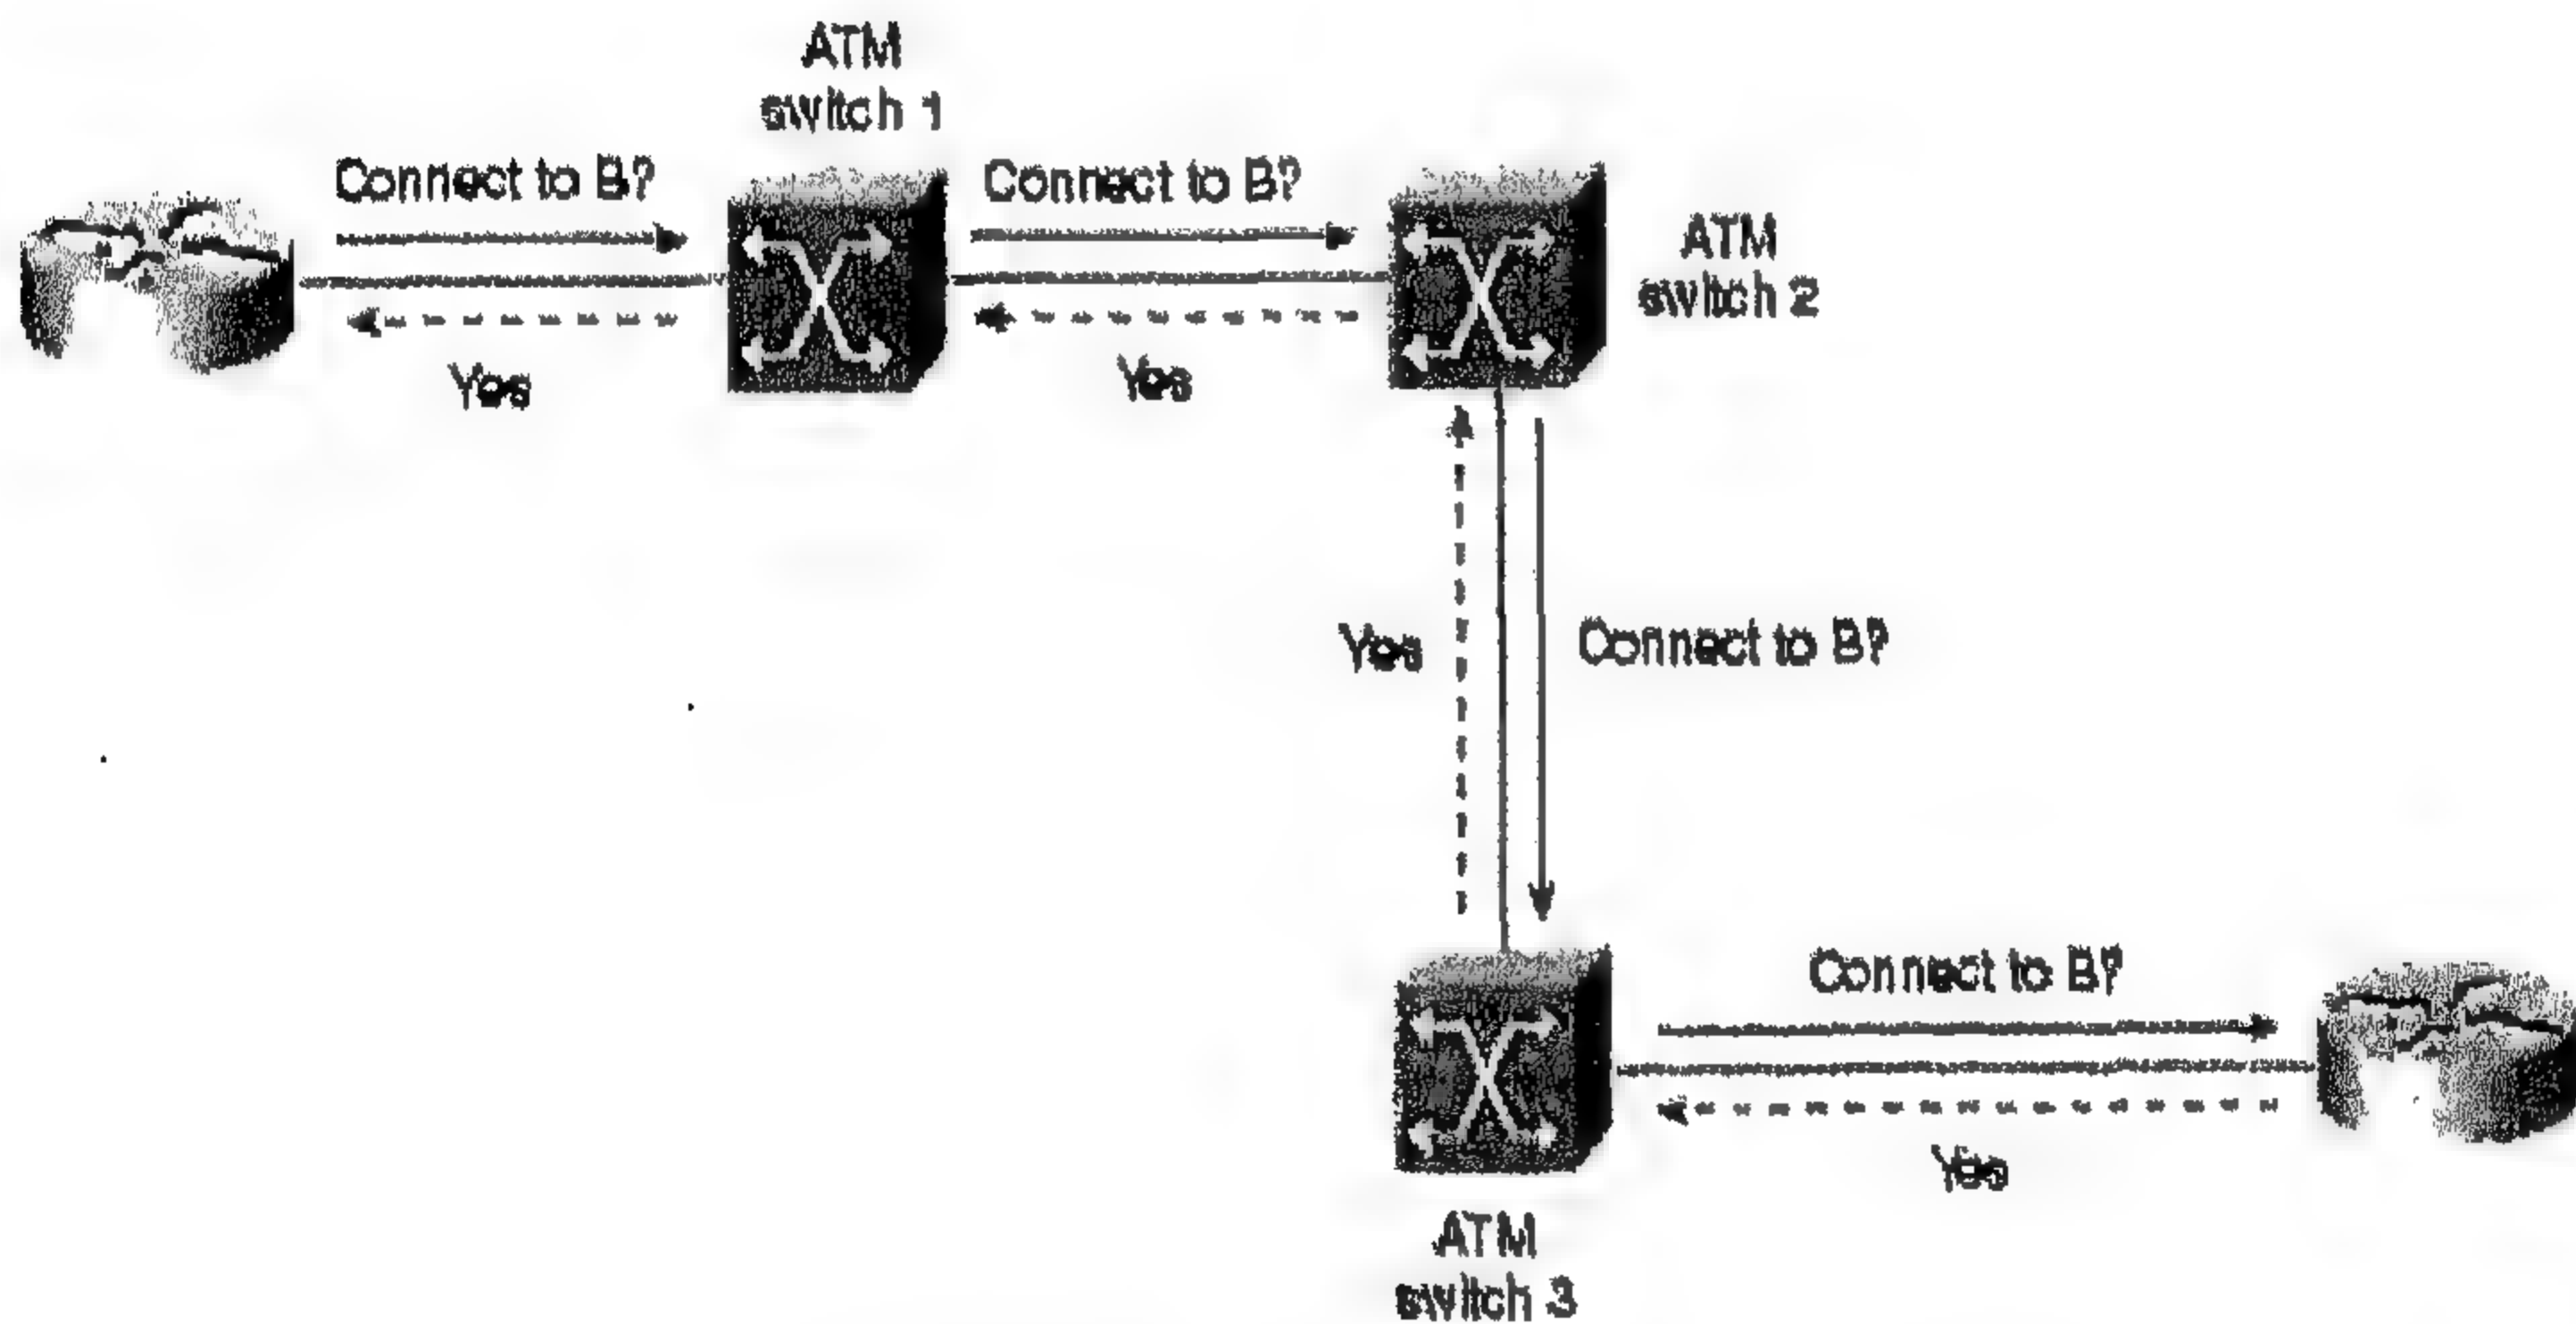 ATM
switch 1
Connect to B?
Connect to B?
ATM
switch 2
Yes
Yes
Yes
Connect to B?
Connect to B?
Yes
ATM
switch 3